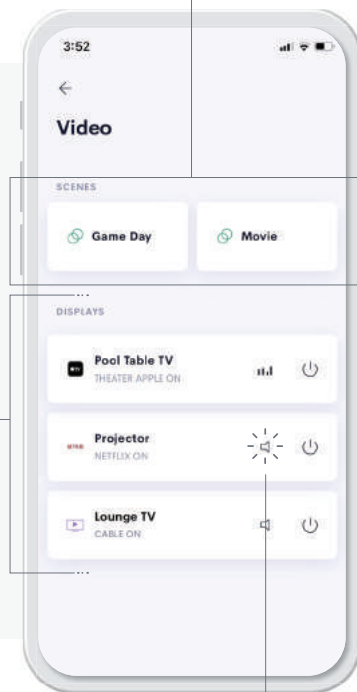 3:52
Video
SCENES
Game Day
Movie
DISPLAYS
Pool Table TV
THEATER APPLE ON
Projector
NETFLIX ON
Lounge TV
CABLE ON